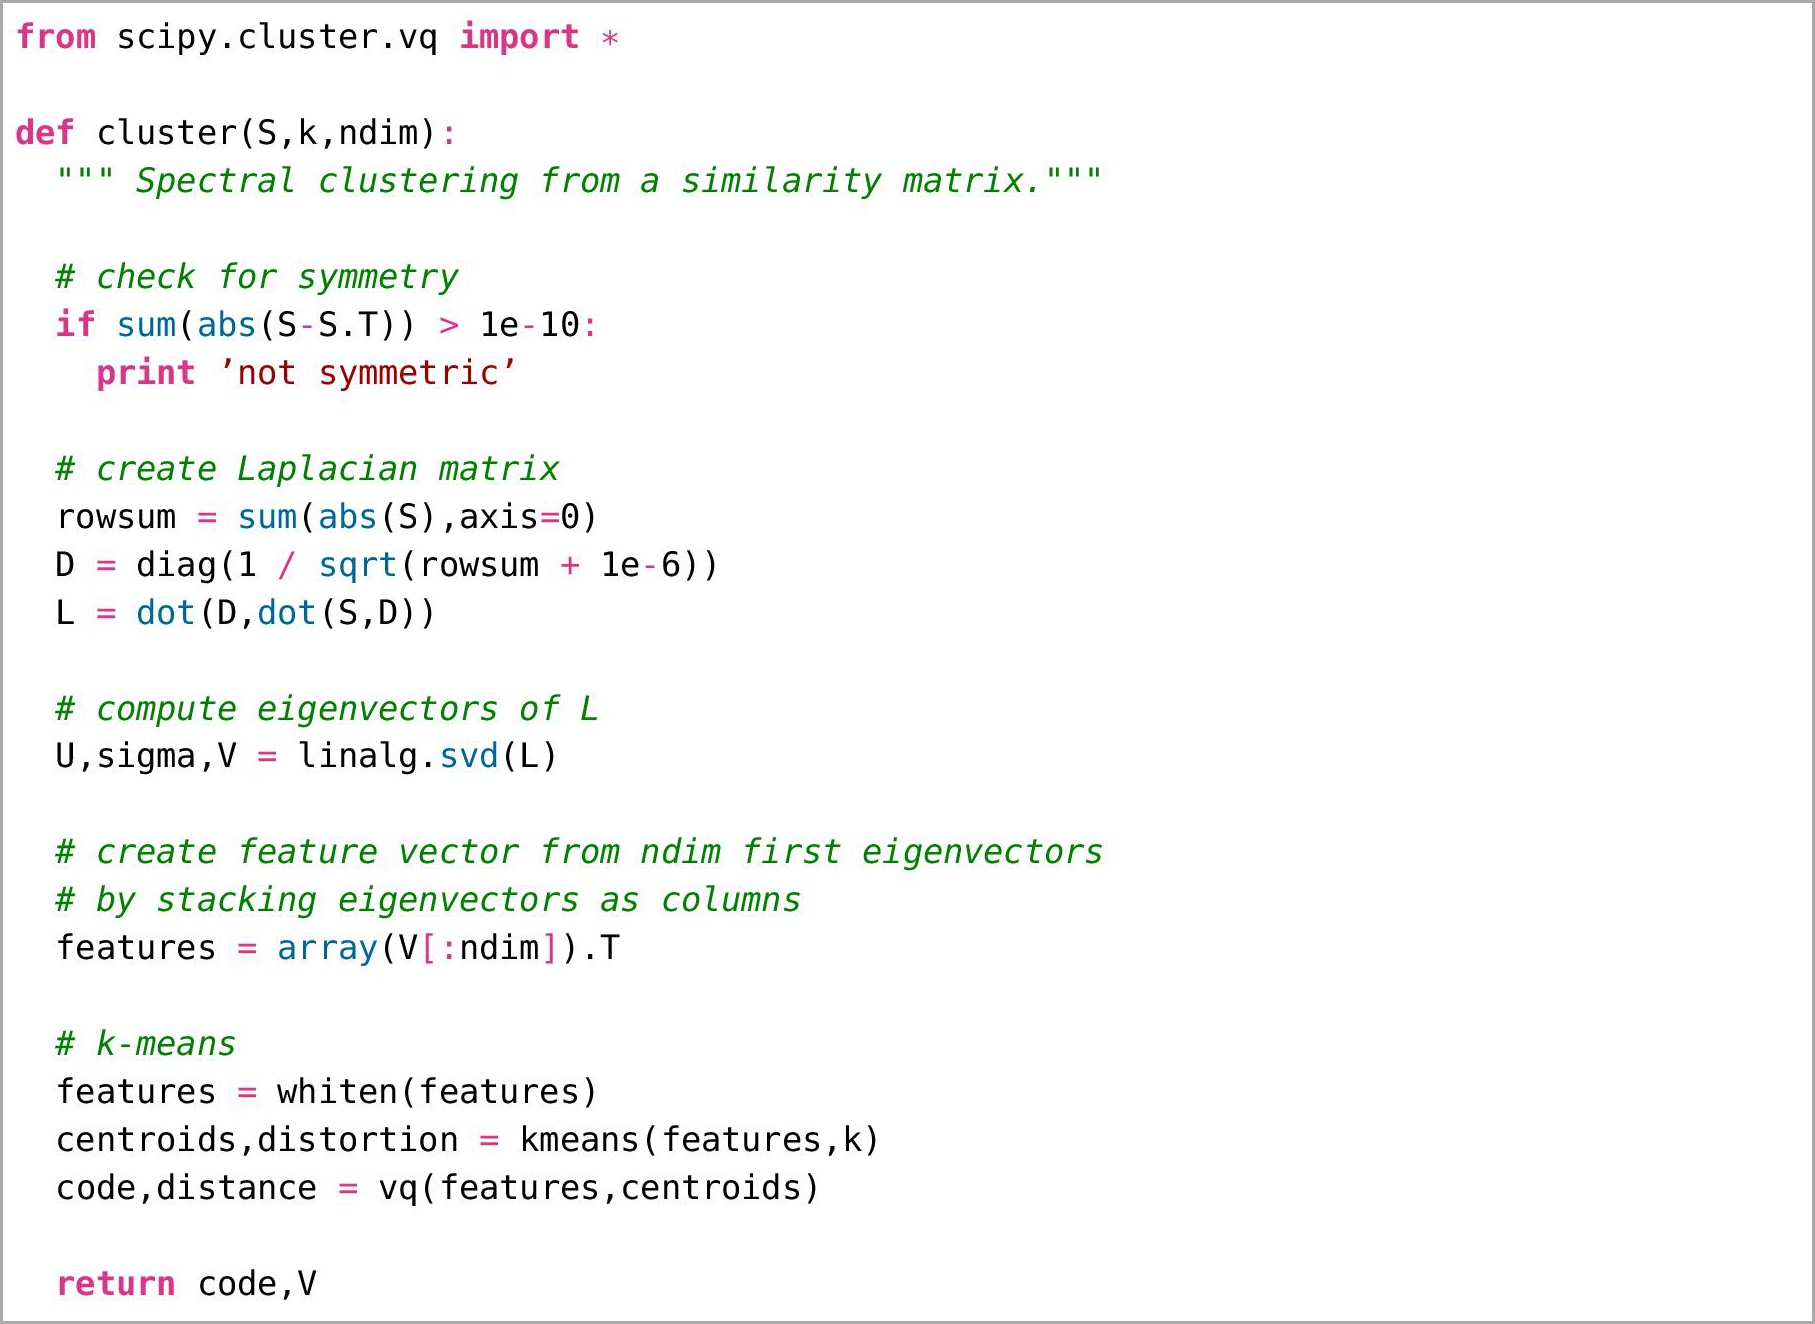 from scipy.cluster.vq import *
def cluster(S,k,ndim):
""" Spectral clustering from a similarity matrix."""
# check for symmetry
if sum(abs(S-S.T)) > 1e-10:
print ’not symmetric’
# create Laplacian matrix
rowsum = sum(abs(S),axis=0)
D = diag(1 / sqrt(rowsum + 1e-6))
L = dot(D,dot(S,D))
# compute eigenvectors of L
U,sigma,V = linalg.svd(L)
# create feature vector from ndim first eigenvectors
# by stacking eigenvectors as columns
features = array(V[:ndim]).T
# k-means
features = whiten(features)
centroids,distortion = kmeans(features,k)
code,distance = vq(features,centroids)
return code,V